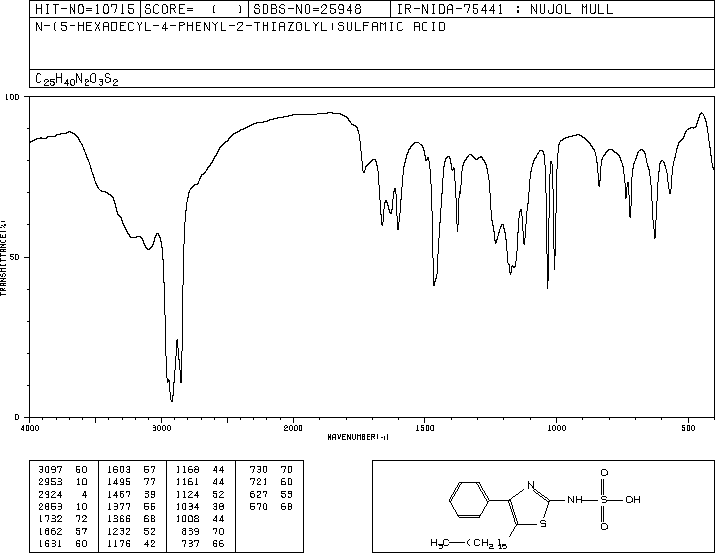 HIT-NO=10715 SCORE= ( ) SDBS-NO=25948 IR-NIDA-75441 : NUJOL MULL
N-(5-HEXADECYL-4-PHENYL-2-THIAZOLYL)SULFAMIC ACID
C25H40N2O3S2
100
TRANSMITTANCE(%)
50
0
4000 3000 2000 1500 1000 500
WAVENUMBER(-1)
3097 60 1603 57 1168 44 730 70
2953 10 1495 77 1161 44 721 60
2924 4 1467 39 1124 52 627 59
2853 10 1377 55 1034 38 570 68
1732 72 1366 68 1008 44
1662 57 1232 52 839 70
1631 60 1176 42 737 66
N
O
NH S OH
S
O
H3C-(CH2)15